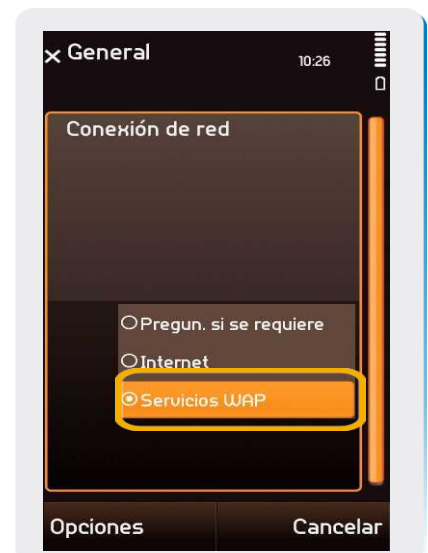 × General
10:26
Conexión de red
Pregun. si se requiere
Internet
Servicios WAP
Opciones
Cancelar